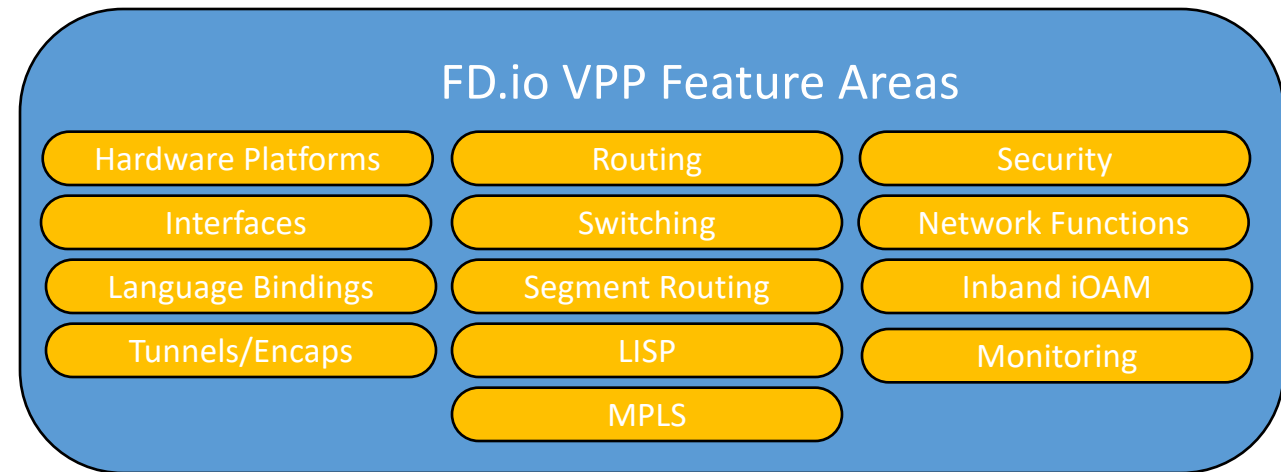 FD.io VPP Feature Areas
Hardware Platforms
Interfaces
Language Bindings
Tunnels/Encaps
Routing
Switching
Segment Routing
LISP
MPLS
Security
Network Functions
Inband iOAM
Monitoring